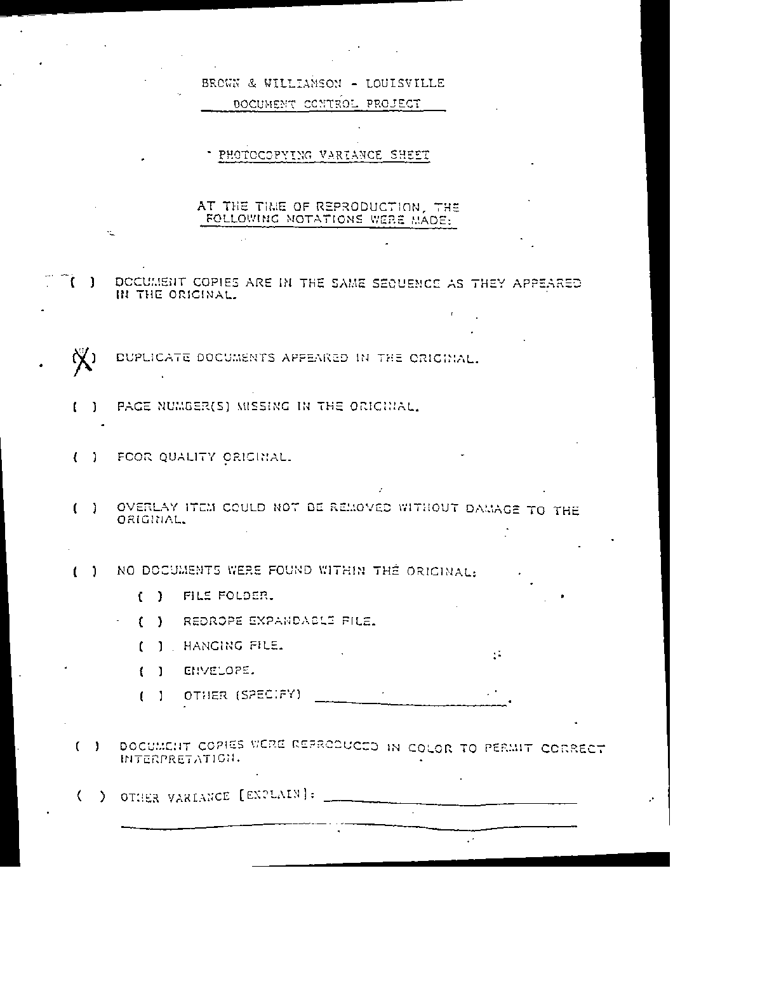 BROWN & WILLIAMSON - LOUISVILLE
DOCUMENT CONTROL PROJECT
PHOTOCOPYING VARIANCE SHEET
AT THE TIME OF REPRODUCTION, THE
FOLLOWING NOTATIONS WERE MADE:
( ) DOCUMENT COPIES ARE IN THE SAME SEQUENCE AS THEY APPEARED
IN THE ORIGINAL.
(X) DUPLICATE DOCUMENTS APPEARED IN THE ORIGINAL.
( ) PAGE NUMBER(S) MISSING IN THE ORIGINAL.
( ) POOR QUALITY ORIGINAL.
( ) OVERLAY ITEM COULD NOT BE REMOVED WITHOUT DAMAGE TO THE
ORIGINAL.
( ) NO DOCUMENTS WERE FOUND WITHIN THE ORIGINAL:
( ) FILE FOLDER.
( ) REDROPE EXPANDABLE FILE.
( ) HANGING FILE.
( ) ENVELOPE.
( ) OTHER (SPECIFY)
( ) DOCUMENT COPIES WERE REPRODUCED IN COLOR TO PERMIT CORRECT
INTERPRETATION.
( ) OTHER VARIANCE [EXPLAIN]: